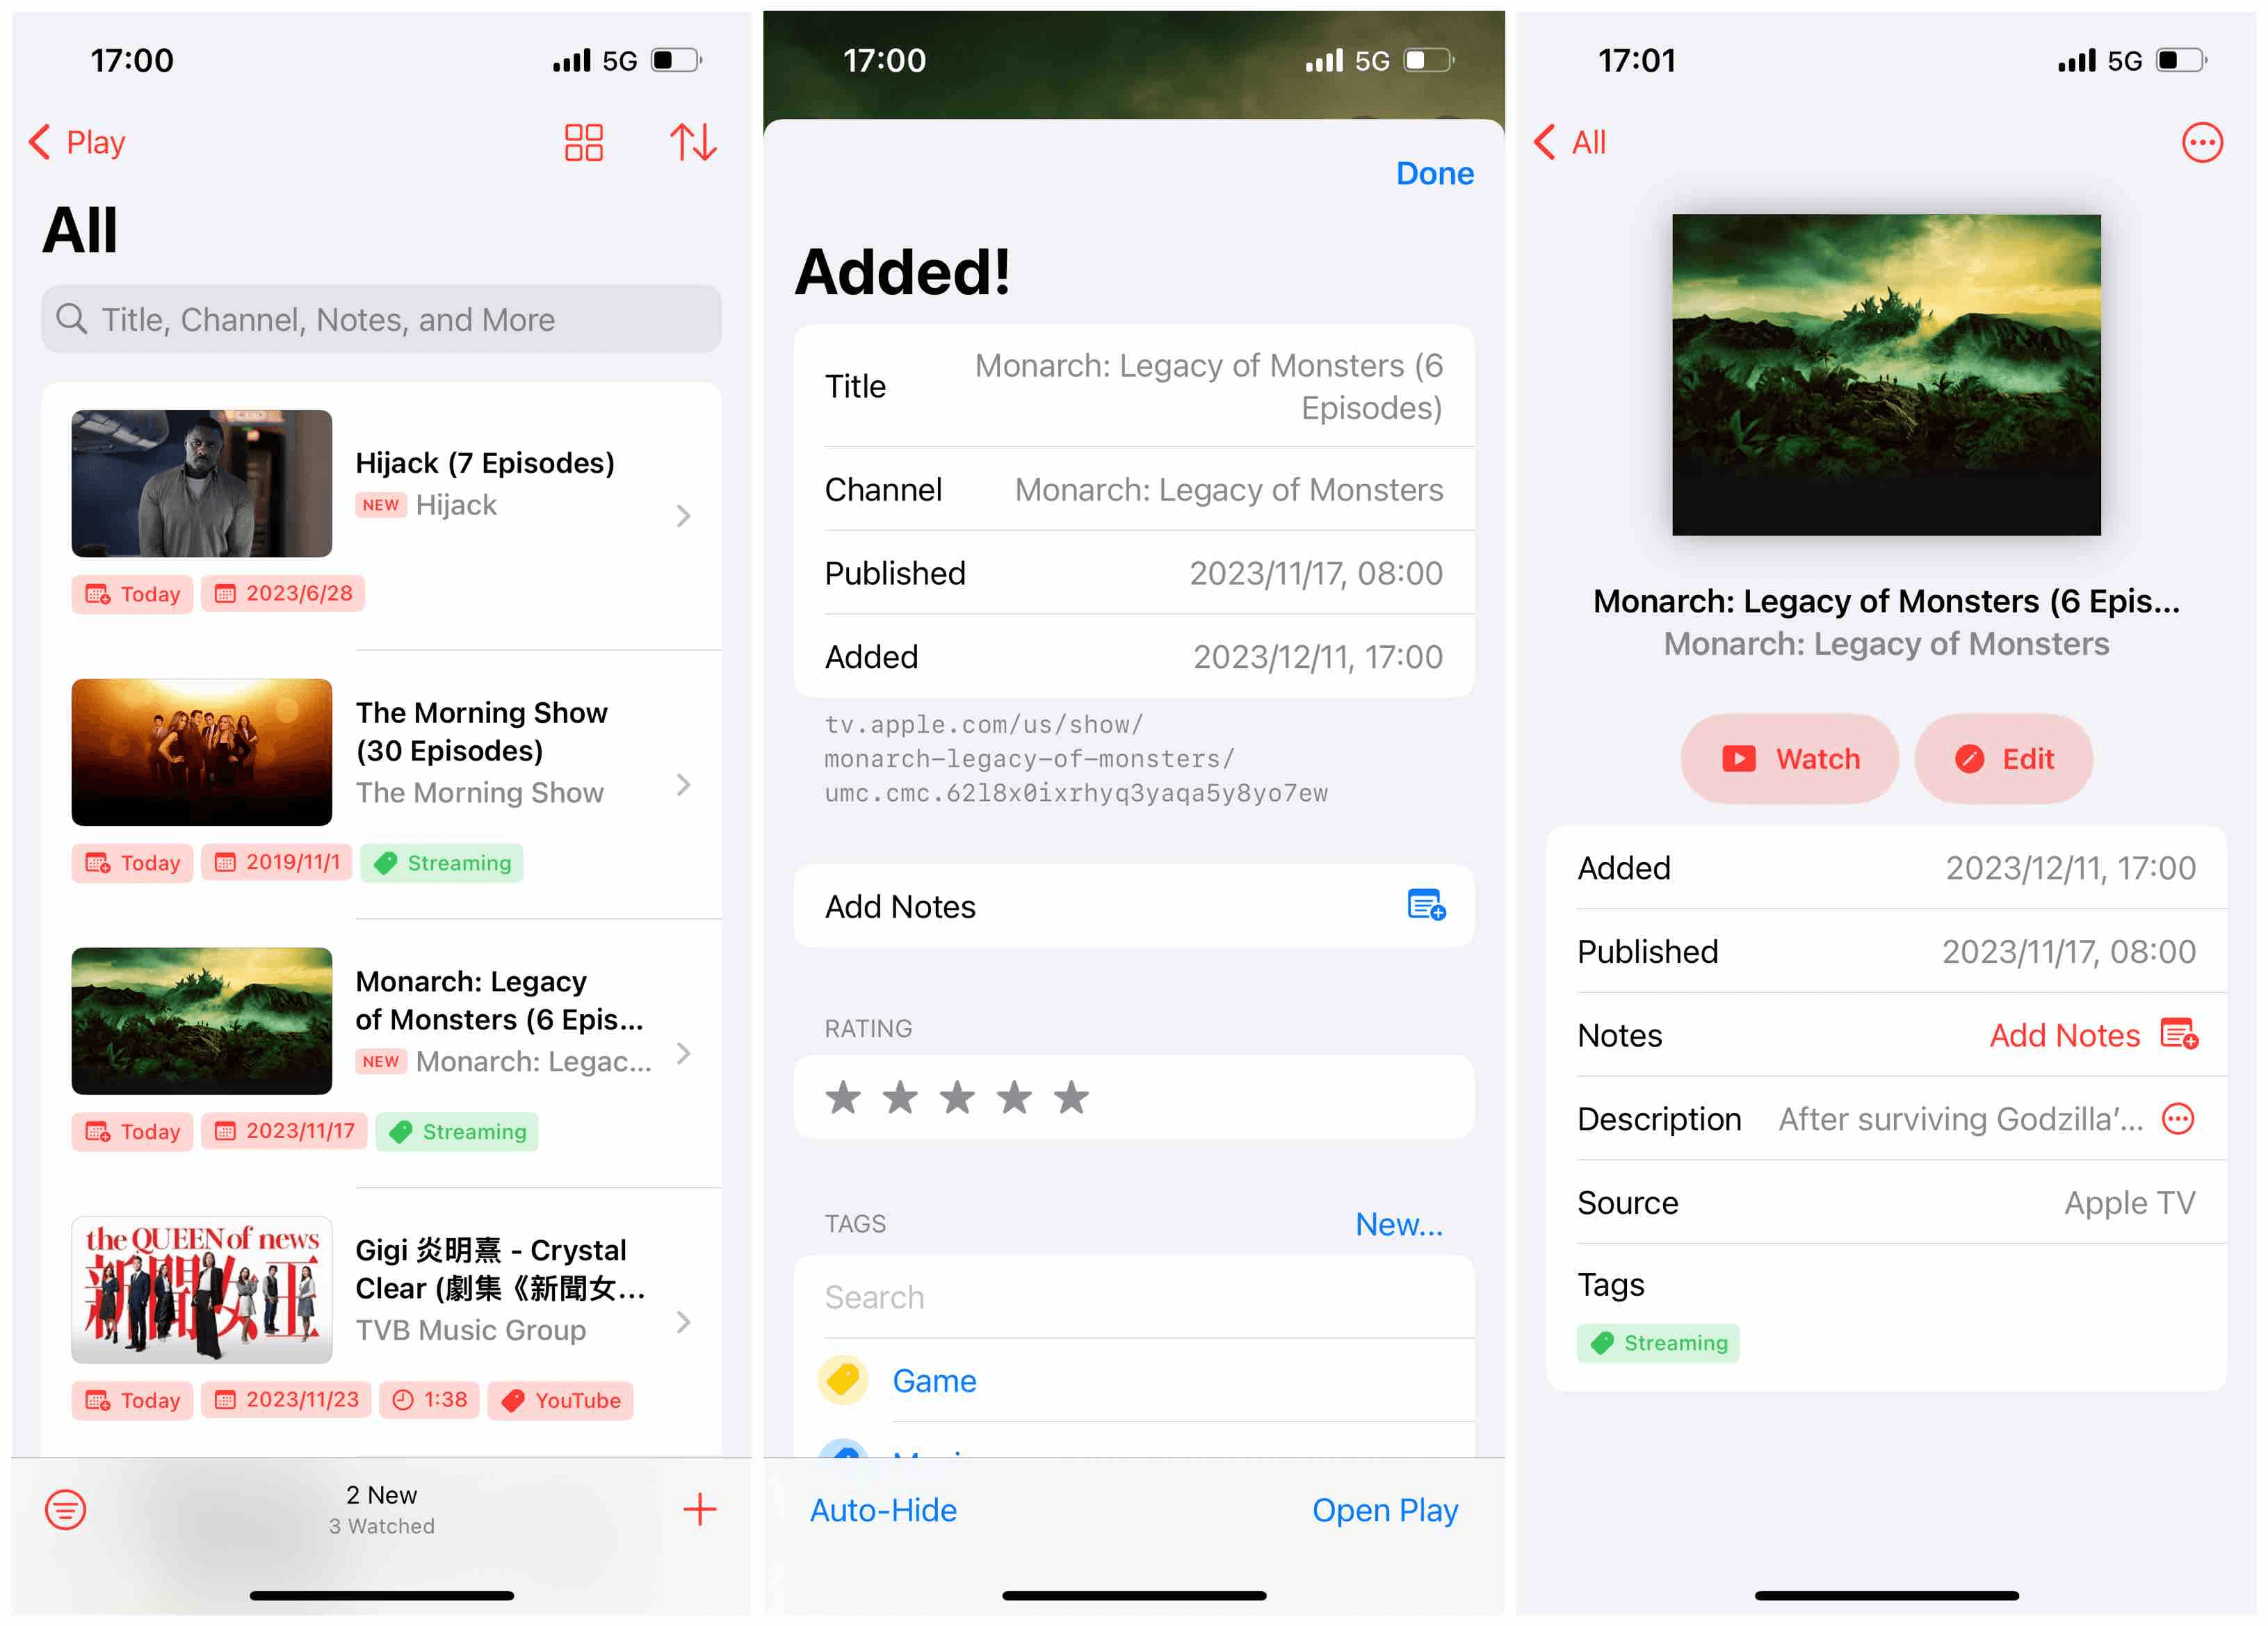 17:00
5G
Play
All
Title, Channel, Notes, and More
Hijack (7 Episodes)
NEW Hijack
Today 2023/6/28
The Morning Show
(30 Episodes)
The Morning Show
Today 2019/11/1 Streaming
Monarch: Legacy
of Monsters (6 Epis...
NEW Monarch: Legac...
Today 2023/11/17 Streaming
the QUEEN of news
新聞女王
Gigi 炎明熹 - Crystal
Clear (劇集《新聞女...
TVB Music Group
Today 2023/11/23 1:38 YouTube
2 New
3 Watched
17:00
5G
Done
Added!
Title Monarch: Legacy of Monsters (6
Episodes)
Channel Monarch: Legacy of Monsters
Published 2023/11/17, 08:00
Added 2023/12/11, 17:00
tv.apple.com/us/show/
monarch-legacy-of-monsters/
umc.cmc.62l8x0ixrhyq3yaqa5y8yo7ew
Add Notes
RATING
TAGS New...
Search
Game
Auto-Hide Open Play
17:01
5G
All
Monarch: Legacy of Monsters (6 Epis...
Monarch: Legacy of Monsters
Watch Edit
Added 2023/12/11, 17:00
Published 2023/11/17, 08:00
Notes Add Notes
Description After surviving Godzilla'...
Source Apple TV
Tags
Streaming